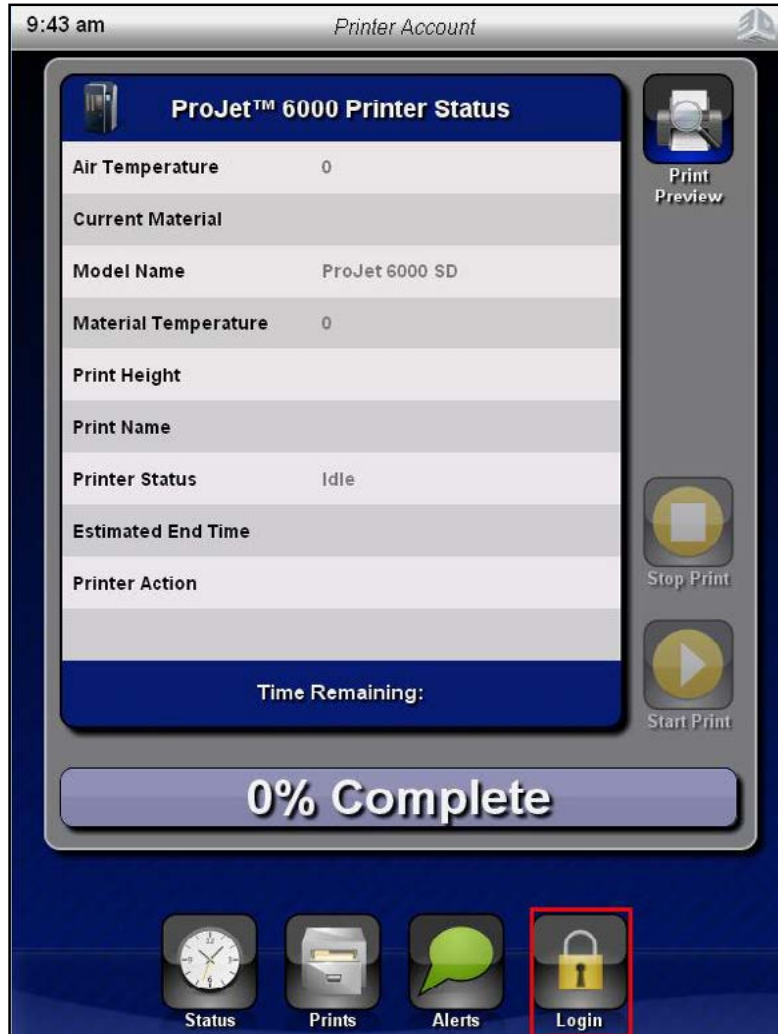 9:43 am Printer Account
ProJet™ 6000 Printer Status
Air Temperature 0
Current Material
Model Name ProJet 6000 SD
Material Temperature 0
Print Height
Print Name
Printer Status Idle
Estimated End Time
Printer Action
Time Remaining:
Print
Preview
Stop Print
Start Print
0% Complete
Status Prints Alerts Login